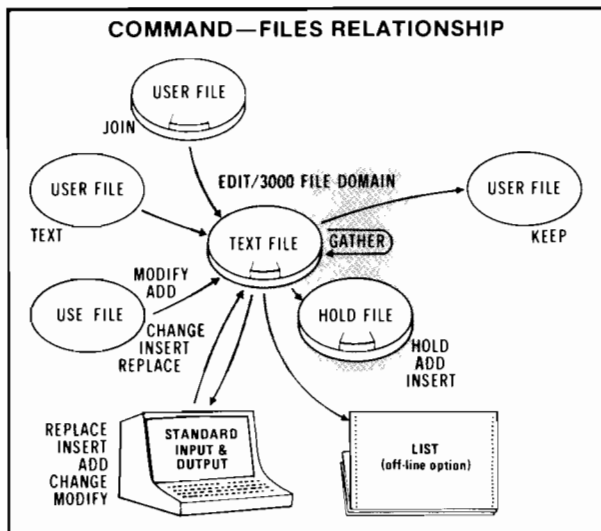 COMMAND—FILES RELATIONSHIP
USER FILE
JOIN
EDIT/3000 FILE DOMAIN
USER FILE
TEXT
TEXT FILE
GATHER
USER FILE
KEEP
USE FILE
MODIFY
ADD
CHANGE
INSERT
REPLACE
HOLD FILE
HOLD
ADD
INSERT
REPLACE
INSERT
ADD
CHANGE
MODIFY
STANDARD
INPUT &
OUTPUT
LIST
(off-line option)